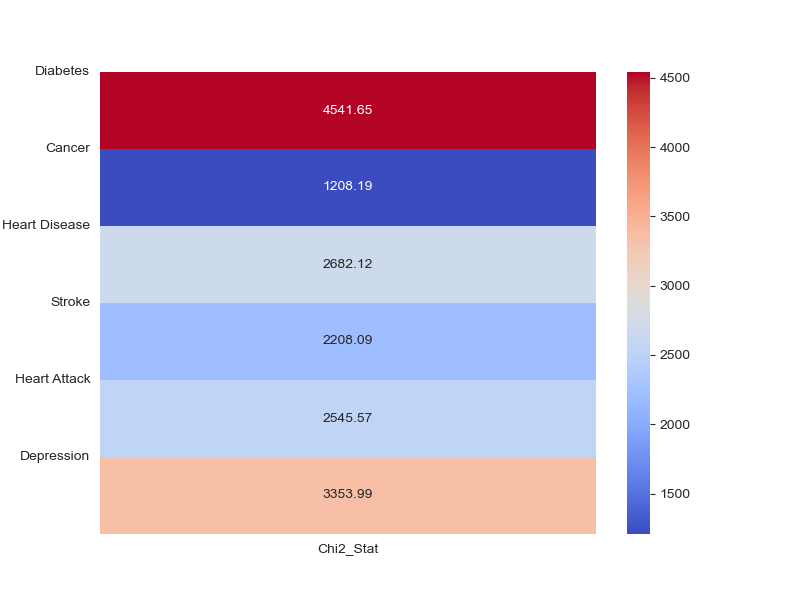 Diabetes
4541.65
Cancer
1208.19
Heart Disease
2682.12
Stroke
2208.09
Heart Attack
2545.57
Depression
3353.99
Chi2_Stat
4500
4000
3500
3000
2500
2000
1500